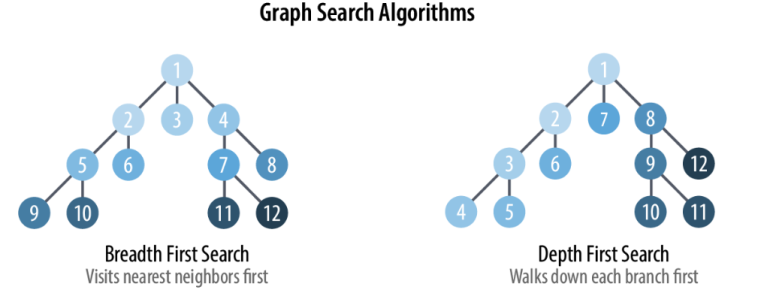 Graph Search Algorithms
1
2 3 4
5 6 7 8
9 10 11 12
Breadth First Search
Visits nearest neighbors first
1
2 7 8
3 6 9 12
4 5 10 11
Depth First Search
Walks down each branch first